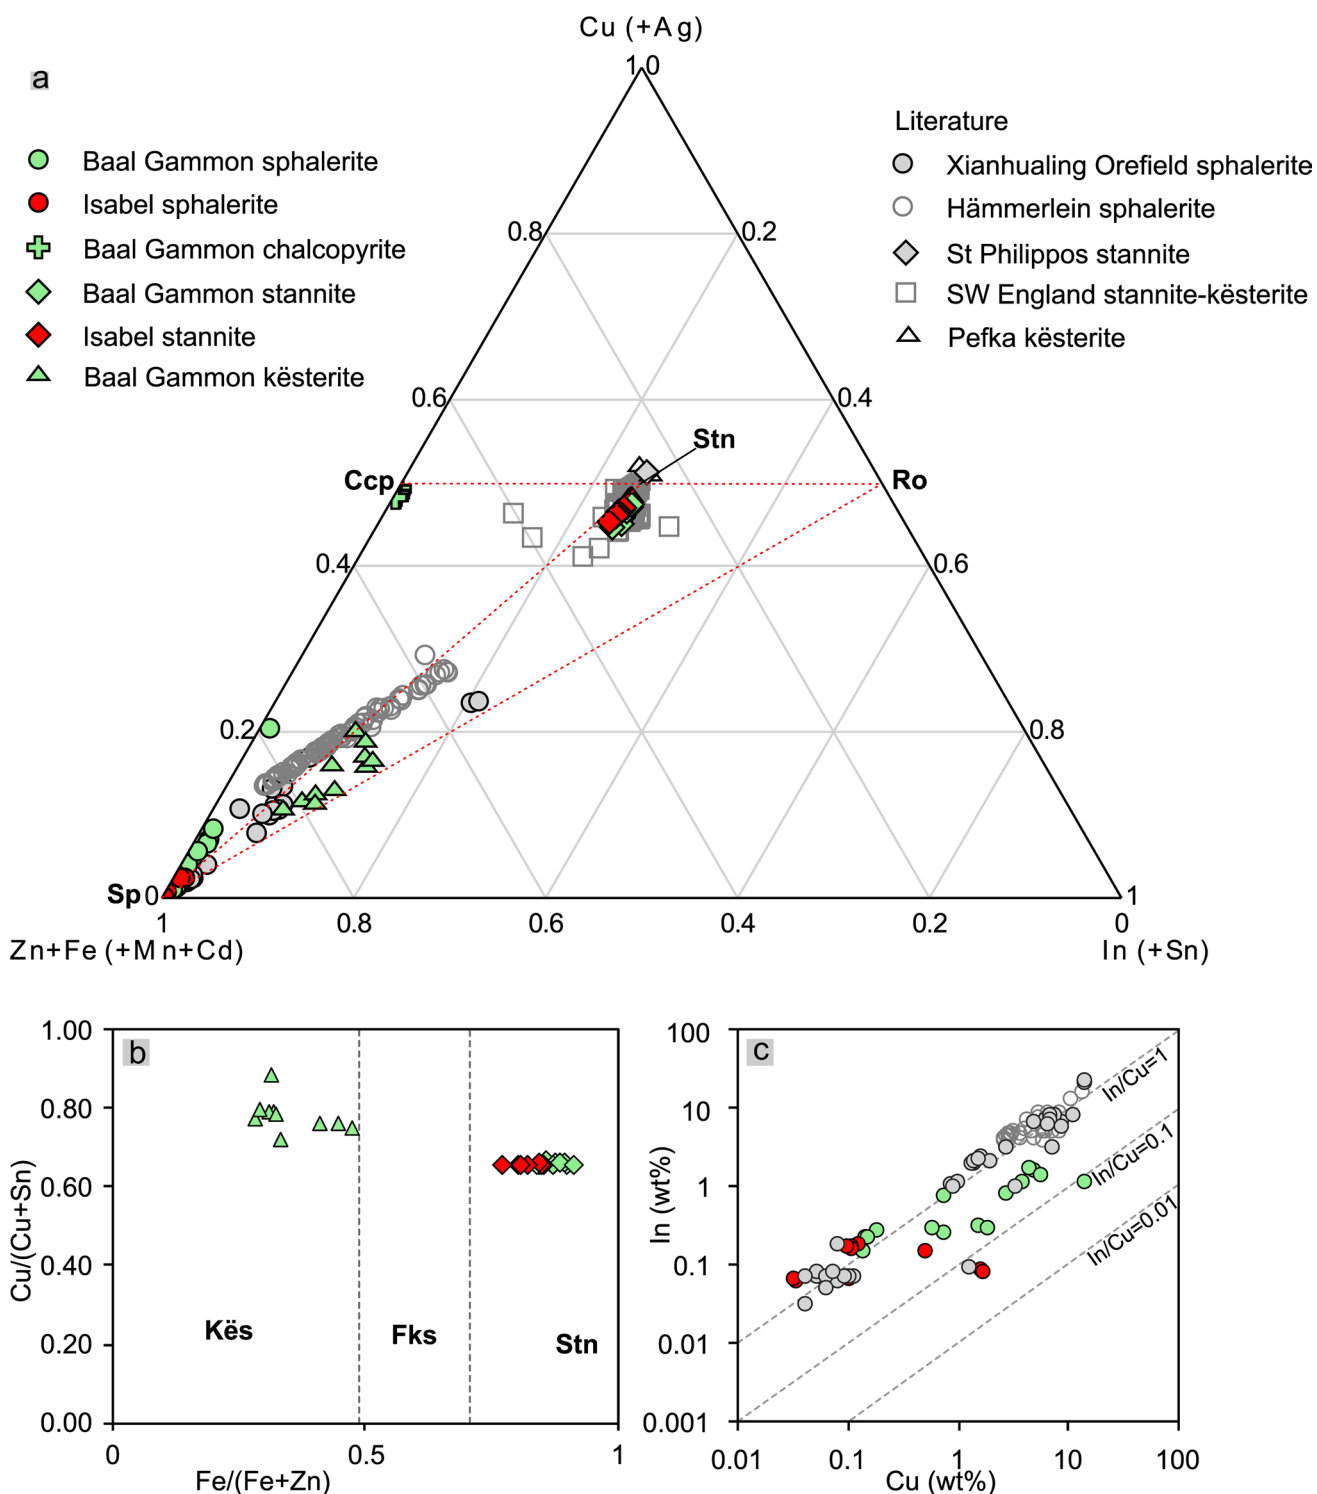 Cu (+Ag)
1.0
a
Literature
Baal Gammon sphalerite
Isabel sphalerite
Baal Gammon chalcopyrite
Baal Gammon stannite
Isabel stannite
Baal Gammon kësterite
Xianhualing Orefield sphalerite
Hämmerlein sphalerite
St Philippos stannite
SW England stannite-kësterite
Pefka kësterite
0.8
0.2
0.6
0.4
Stn
Ccp
Ro
0.4
0.6
0.2
0.8
Sp
0
1
1
0.8
0.6
0.4
0.2
0
Zn+Fe (+Mn+Cd)
In (+Sn)
b
1.00
0.80
0.60
0.40
0.20
0.00
Cu/(Cu+Sn)
Kës
Fks
Stn
0
0.5
1
Fe/(Fe+Zn)
c
100
10
1
0.1
0.01
0.001
In (wt%)
In/Cu=1
In/Cu=0.1
In/Cu=0.01
0.01
0.1
1
10
100
Cu (wt%)